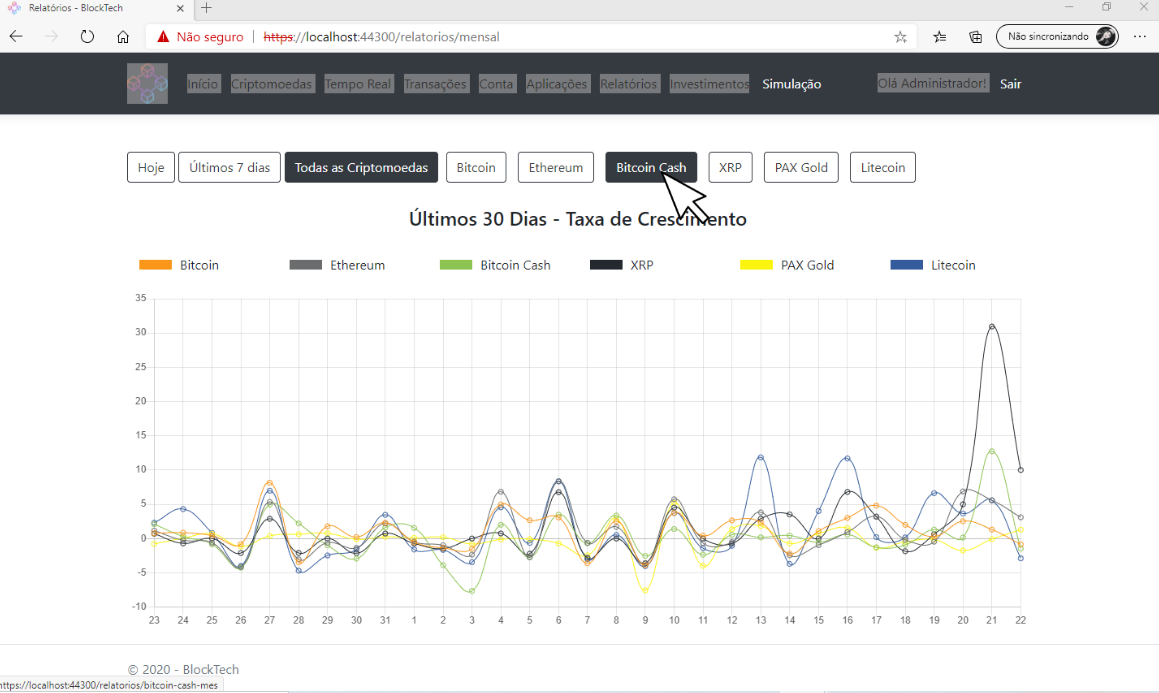 Relatórios - BlockTech
Não seguro | https://localhost:44300/relatorios/mensal
Não sincronizando
Início Criptomoedas Tempo Real Transações Conta Aplicações Relatórios Investimentos Simulação Olá Administrador! Sair
Hoje Últimos 7 dias Todas as Criptomoedas Bitcoin Ethereum Bitcoin Cash XRP PAX Gold Litecoin
Últimos 30 Dias - Taxa de Crescimento
Bitcoin Ethereum Bitcoin Cash XRP PAX Gold Litecoin
35
30
25
20
15
10
5
0
-5
-10
23 24 25 26 27 28 29 30 31 1 2 3 4 5 6 7 8 9 10 11 12 13 14 15 16 17 18 19 20 21 22
© 2020 - BlockTech
https://localhost:44300/relatorios/bitcoin-cash-mes